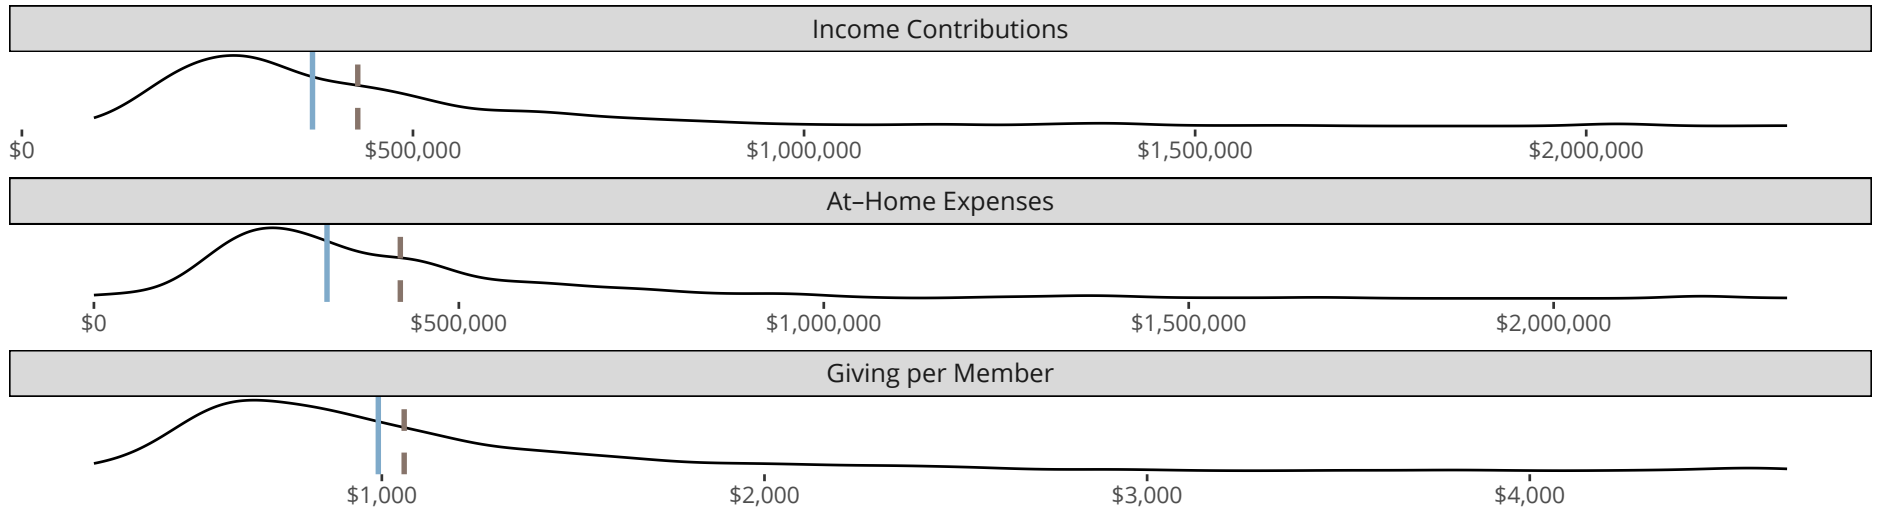 Income Contributions
$0 $500,000 $1,000,000 $1,500,000 $2,000,000
At–Home Expenses
$0 $500,000 $1,000,000 $1,500,000 $2,000,000
Giving per Member
$1,000 $2,000 $3,000 $4,000